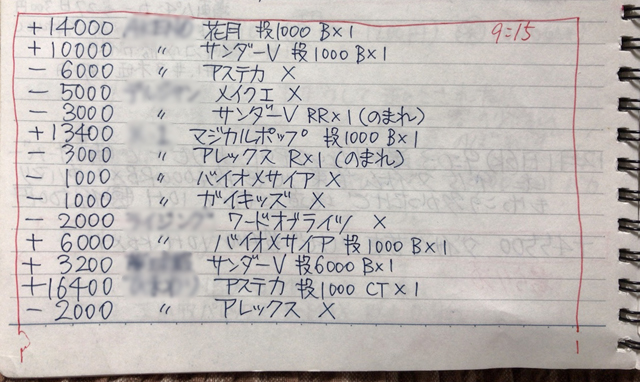 +14000 花月 投1000 B×1 9=15
+10000 〃 サンダーV 投1000 B×1
- 6000 アステカ ×
- 5000 メイクエ ×
- 3000 〃 サンダーV RR×1 (のまれ)
+13400 マジカルポップ 投1000 B×1
- 3000 〃 アレックス R×1 (のまれ)
- 1000 〃 バイオメサイア ×
- 1000 〃 ガイキッズ ×
- 2000 ワードオブライツ ×
+ 6000 〃 バイオメサイア 投1000 B×1
+ 3200 サンダーV 投6000 B×1
+16400 アステカ 投1000 CT×1
- 2000 〃 アレックス ×